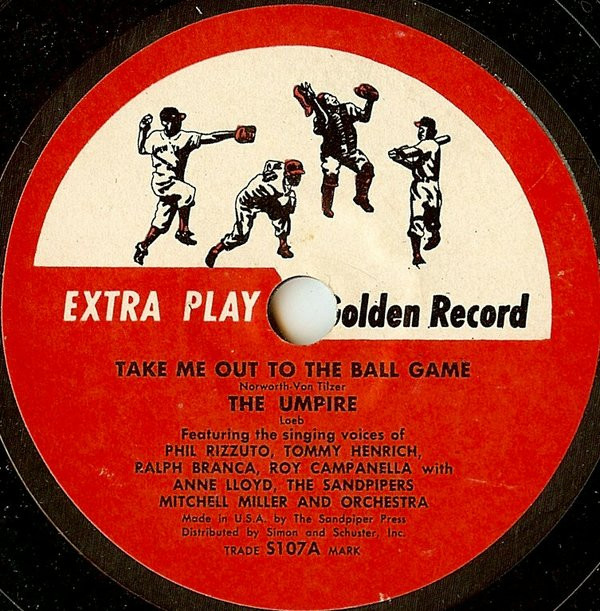 EXTRA PLAY Golden Record
TAKE ME OUT TO THE BALL GAME
Norworth-Von Tilzer
THE UMPIRE
Loeb
Featuring the singing voices of
PHIL RIZZUTO, TOMMY HENRICH,
RALPH BRANCA, ROY CAMPANELLA with
ANNE LLOYD, THE SANDPIPERS
MITCHELL MILLER AND ORCHESTRA
Made in U.S.A. by The Sandpiper Press
Distributed by Simon and Schuster, Inc.
TRADE S107A MARK